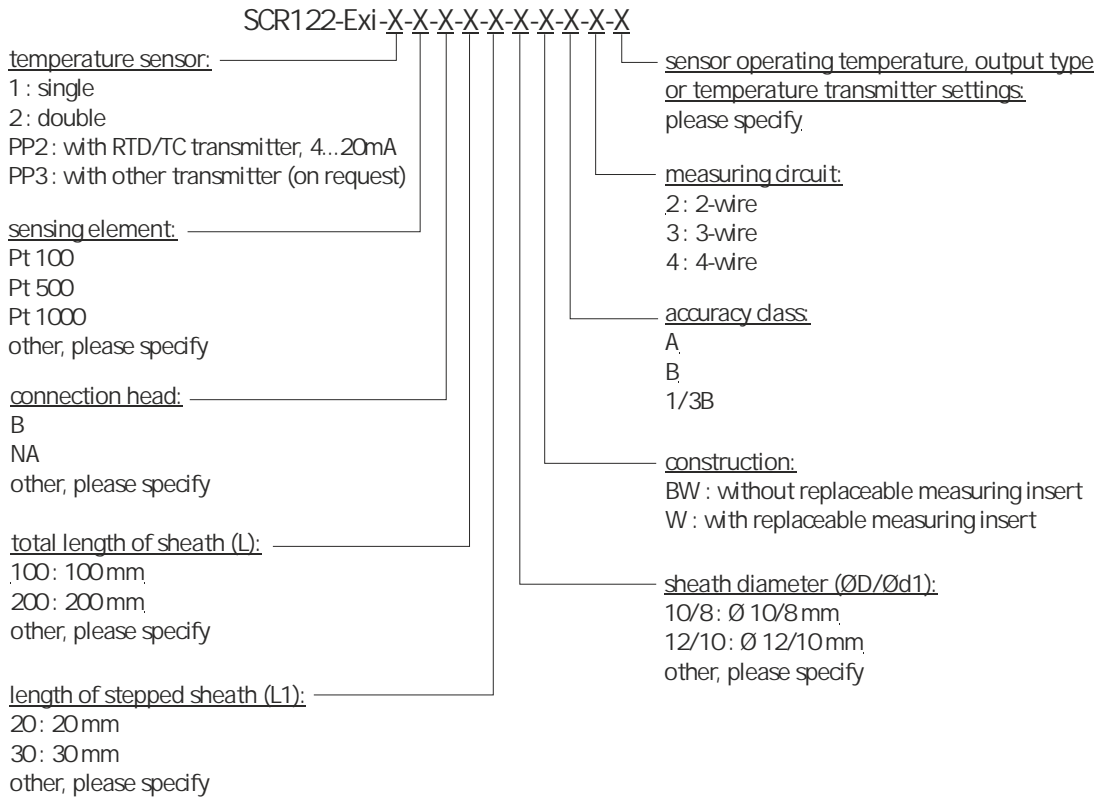 SCR122-Exi-X-X-X-X-X-X-X-X-X-X
temperature sensor:
1 : single
2 : double
PP2 : with RTD/TC transmitter, 4...20mA
PP3 : with other transmitter (on request)
sensing element:
Pt 100
Pt 500
Pt 1000
other, please specify
connection head:
B
NA
other, please specify
total length of sheath (L):
100 : 100 mm
200 : 200 mm
other, please specify
length of stepped sheath (L1):
20 : 20 mm
30 : 30 mm
other, please specify
sensor operating temperature, output type
or temperature transmitter settings:
please specify
measuring circuit:
2 : 2-wire
3 : 3-wire
4 : 4-wire
accuracy class:
A
B
1/3B
construction:
BW : without replaceable measuring insert
W : with replaceable measuring insert
sheath diameter (ØD/Ød1):
10/8 : Ø 10/8 mm
12/10 : Ø 12/10 mm
other, please specify